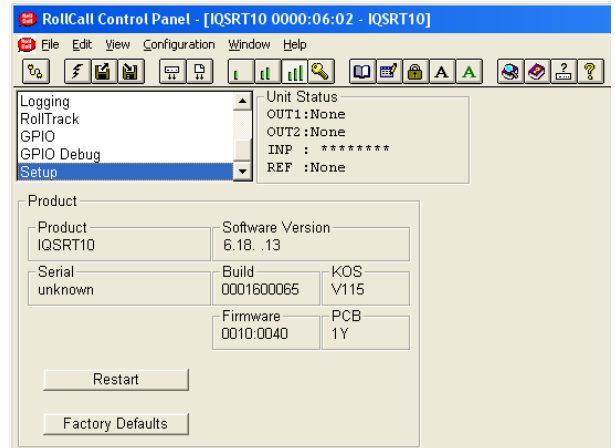 RollCall Control Panel - [IQSRT10 0000:06:02 - IQSRT10]
File Edit View Configuration Window Help
A A
Logging
RollTrack
GPIO
GPIO Debug
Setup
Unit Status
OUT1:None
OUT2:None
INP : ********
REF :None
Product
Product
IQSRT10
Software Version
6.18. .13
Serial
unknown
Build
0001600065
KOS
V115
Firmware
0010:0040
PCB
1Y
Restart
Factory Defaults